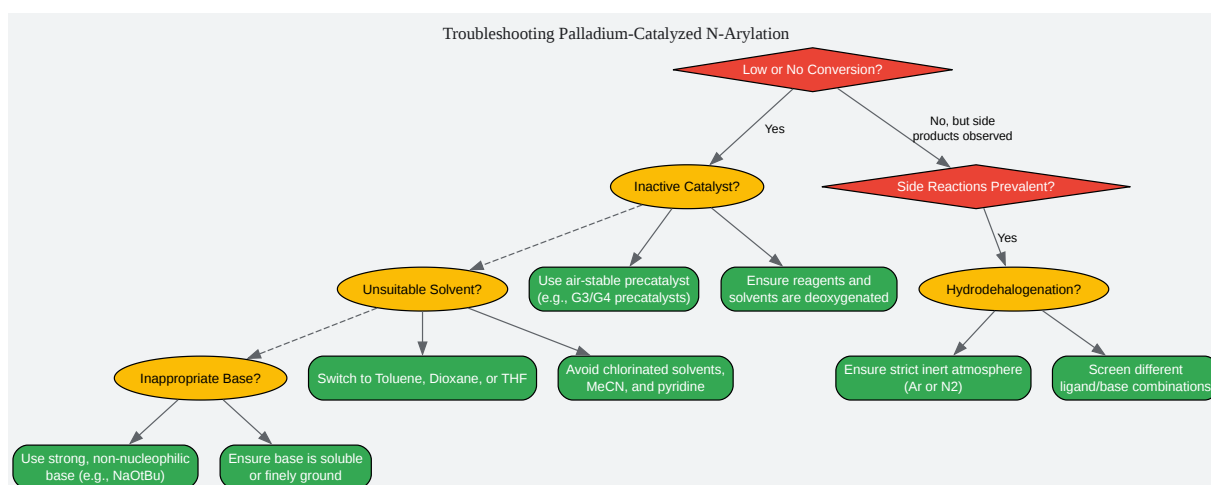 Troubleshooting Palladium-Catalyzed N-Arylation
Low or No Conversion?
Yes
No, but side
products observed
Inactive Catalyst?
Side Reactions Prevalent?
Yes
Unsuitable Solvent?
Use air-stable precatalyst
(e.g., G3/G4 precatalysts)
Ensure reagents and
solvents are deoxygenated
Hydrodehalogenation?
Inappropriate Base?
Switch to Toluene, Dioxane, or THF
Avoid chlorinated solvents,
MeCN, and pyridine
Ensure strict inert atmosphere
(Ar or N2)
Screen different
ligand/base combinations
Use strong, non-nucleophilic
base (e.g., NaOtBu)
Ensure base is soluble
or finely ground